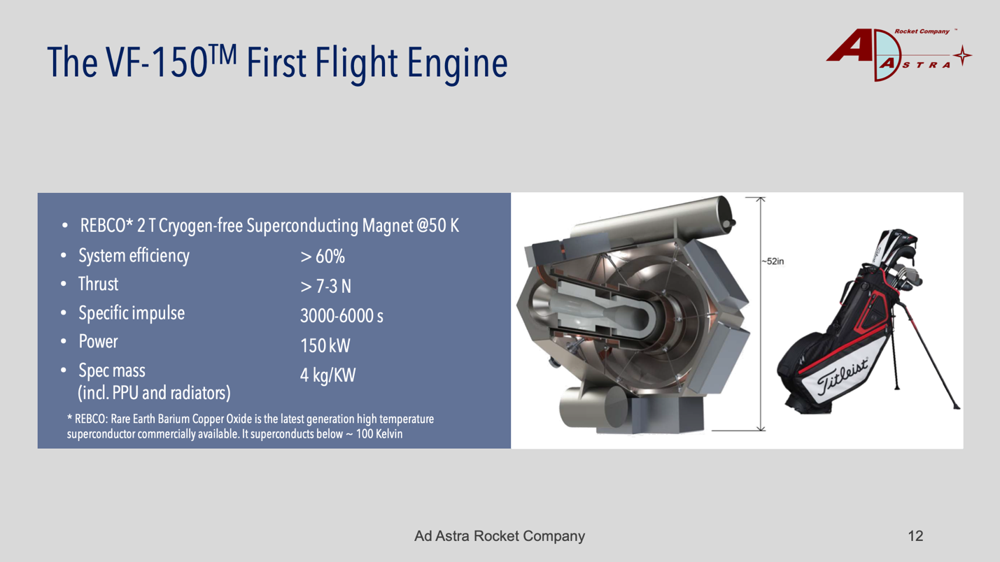 The VF-150TM First Flight Engine
Rocket Company ™
AD ASTRA
• REBCO* 2 T Cryogen-free Superconducting Magnet @50 K
• System efficiency > 60%
• Thrust > 7-3 N
• Specific impulse 3000-6000 s
• Power 150 kW
• Spec mass 4 kg/KW
(incl. PPU and radiators)
* REBCO: Rare Earth Barium Copper Oxide is the latest generation high temperature
superconductor commercially available. It superconducts below ~ 100 Kelvin
~52in
Titleist
Ad Astra Rocket Company
12